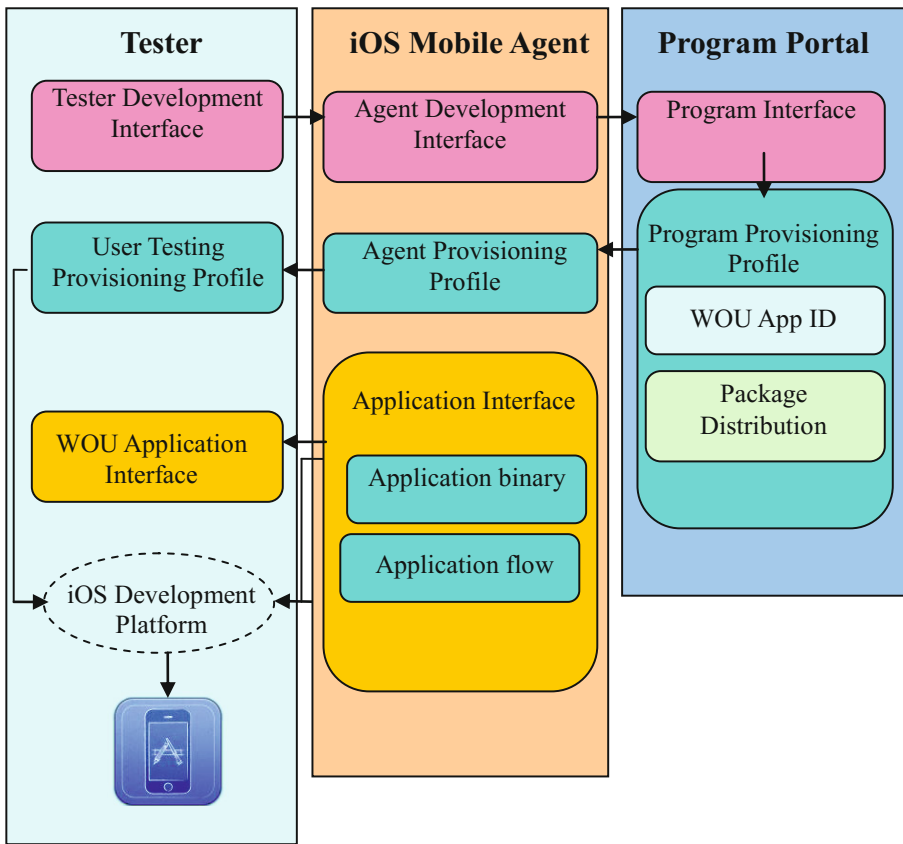 Tester
Tester Development
Interface
User Testing
Provisioning Profile
WOU Application
Interface
iOS Development
Platform
iOS Mobile Agent
Agent Development
Interface
Agent Provisioning
Profile
Application Interface
Application binary
Application flow
Program Portal
Program Interface
Program Provisioning
Profile
WOU App ID
Package
Distribution